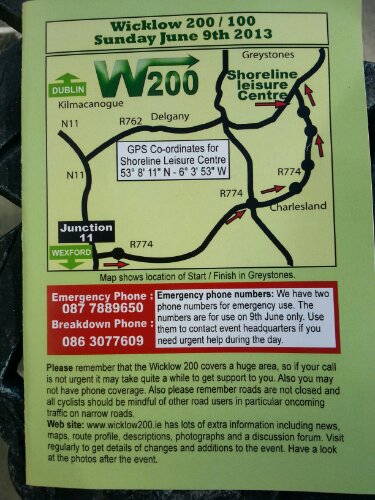 Wicklow 200 / 100
Sunday June 9th 2013
Greystones
DUBLIN
W200
Shoreline
leisure
Centre
Kilmacanogue
N11
R762
Delgany
GPS Co-ordinates for
Shoreline Leisure Centre
53° 8' 11" N - 6° 3' 53" W
N11
R774
R774
Charlesland
Junction
11
WEXFORD
R774
Map shows location of Start / Finish in Greystones.
Emergency Phone :
087 7889650
Breakdown Phone :
086 3077609
Emergency phone numbers: We have two
phone numbers for emergency use. The
numbers are for use on 9th June only. Use
them to contact event headquarters if you
need urgent help during the day.
Please remember that the Wicklow 200 covers a huge area, so if your call
is not urgent it may take quite a while to get support to you. Also you may
not have phone coverage. Also please remember roads are not closed and
all cyclists should be mindful of other road users in particular oncoming
traffic on narrow roads.
Web site: www.wicklow200.ie has lots of extra information including news,
maps, route profile, descriptions, photographs and a discussion forum. Visit
regularly to get details of changes and additions to the event. Have a look
at the photos after the event.